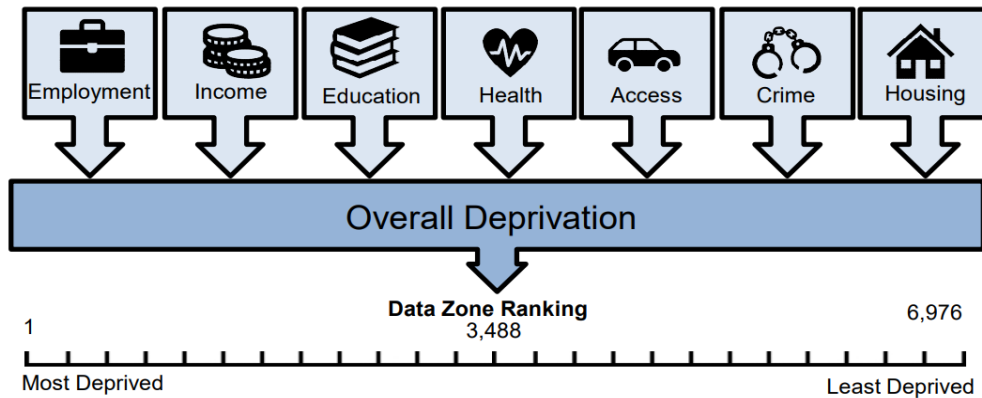 Employment
Income
Education
Health
Access
Crime
Housing
Overall Deprivation
Data Zone Ranking
1
3,488
6,976
Most Deprived
Least Deprived